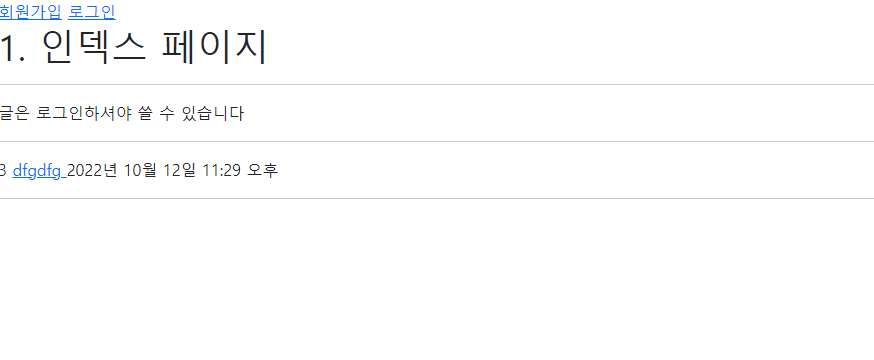 회원가입 로그인
1. 인덱스 페이지
글은 로그인하셔야 쓸 수 있습니다
3 dfgdfg 2022년 10월 12일 11:29 오후